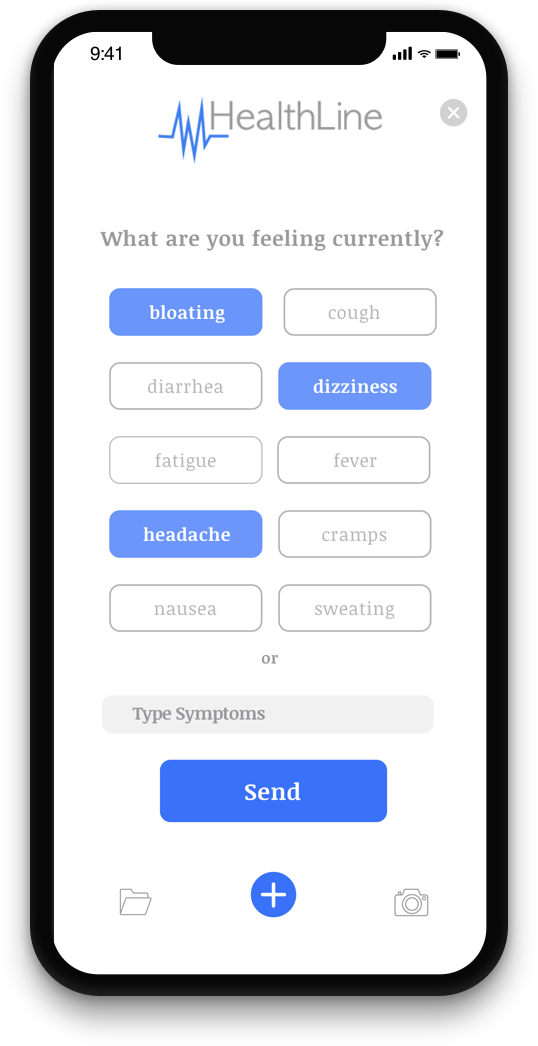 9:41
HealthLine
What are you feeling currently?
bloating cough
diarrhea dizziness
fatigue fever
headache cramps
nausea sweating
or
Type Symptoms
Send